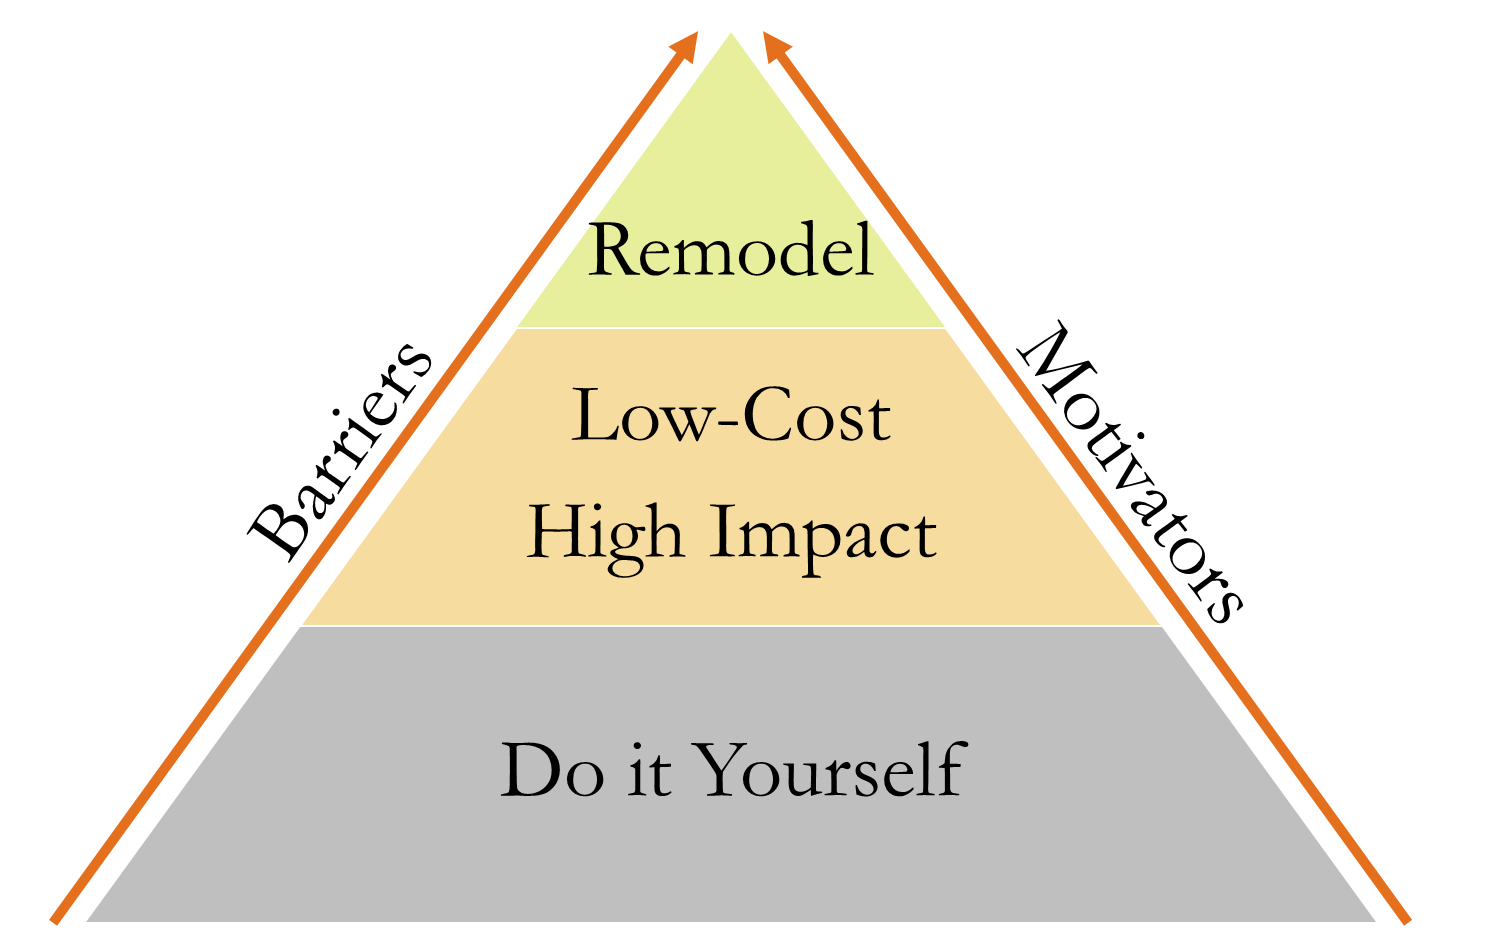 Remodel
Barriers
Motivators
Low-Cost
High Impact
Do it Yourself